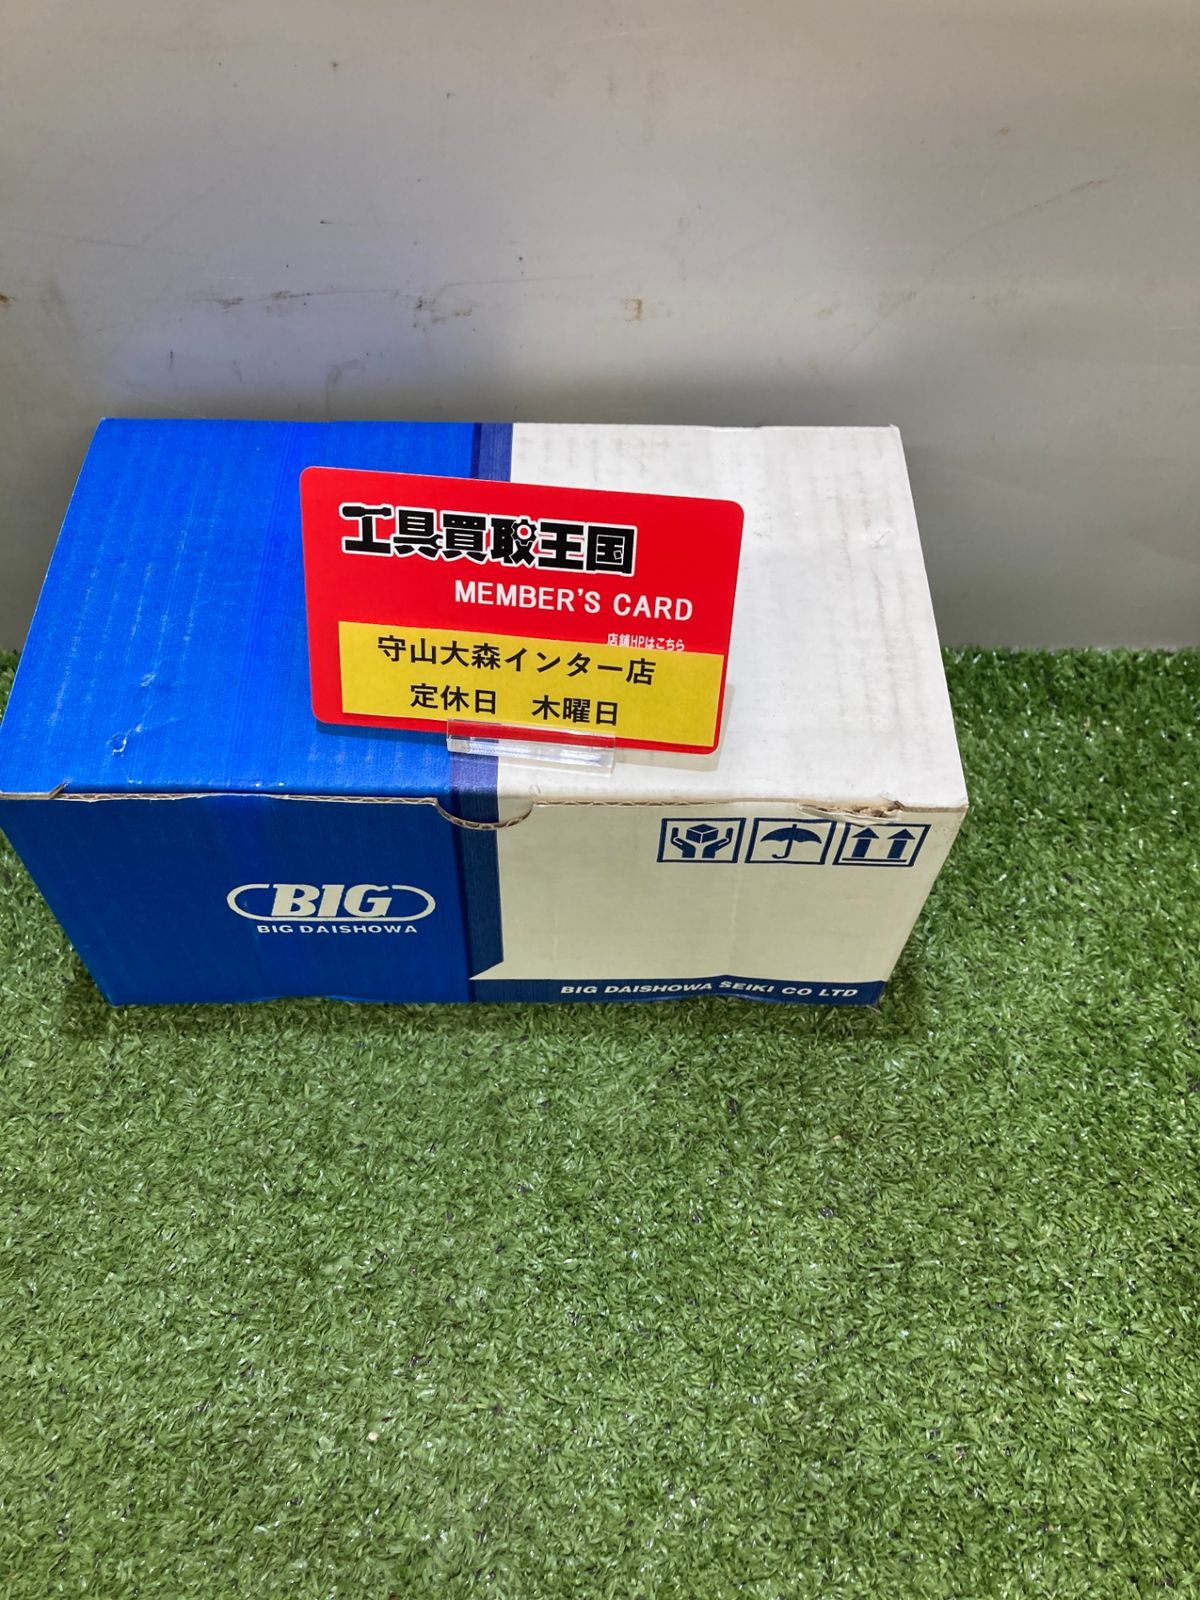 工具買取王国
MEMBER'S CARD
店舗HPはこちら
守山大森インター店
定休日 木曜日
BIG
BIG DAISHOWA
BIG DAISHOWA SEIKI CO LTD